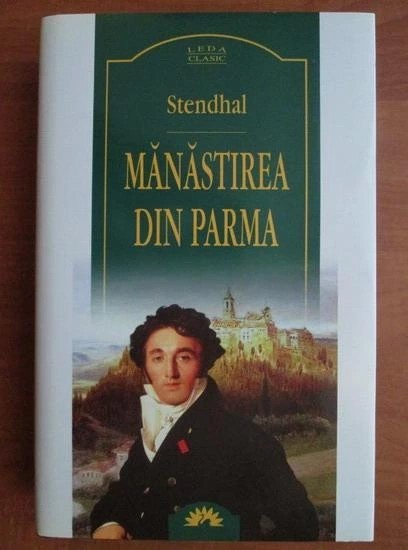 LEDA
CLASIC
Stendhal
MĂNĂSTIREA
DIN PARMA